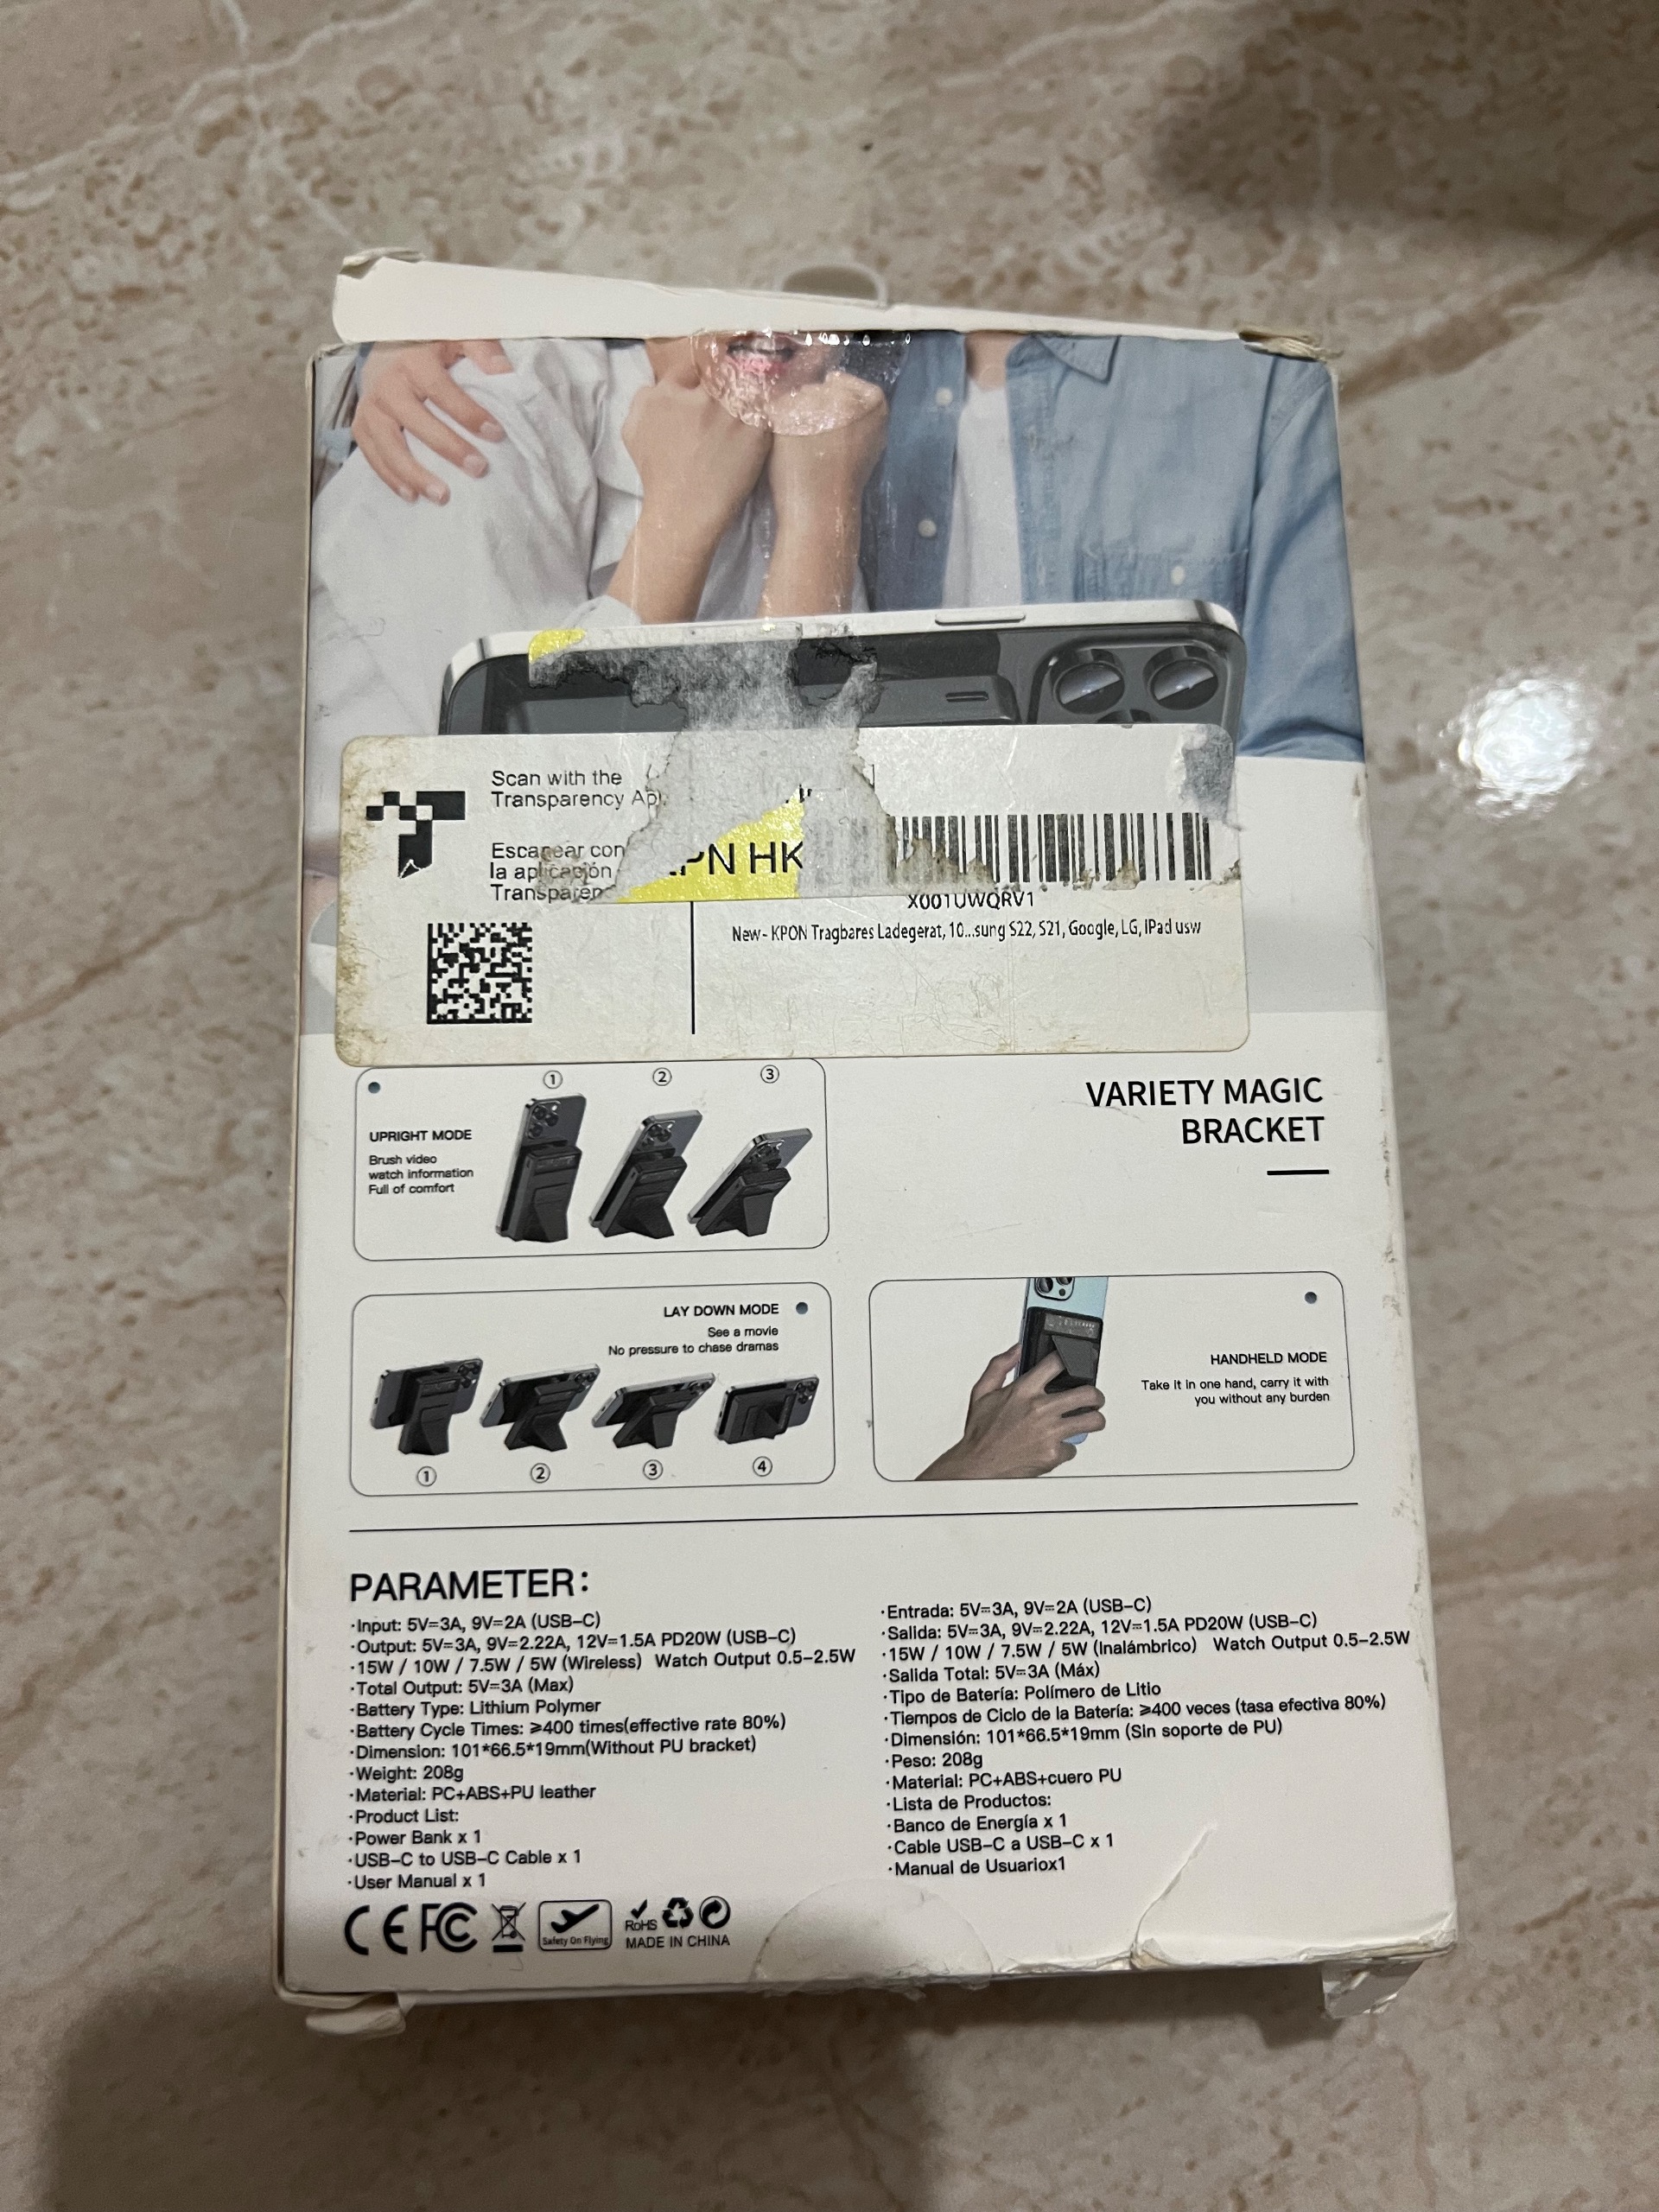 Scan with the
Transparency
Escanear con
la aplicación
PN HK
X001UWQRV1
New - KPON Tragbares Ladegerat, 10...sung S22, S21, Google, LG, IPad usw
① ② ③
UPRIGHT MODE
Brush video
watch information
Full of comfort
VARIETY MAGIC
BRACKET
LAY DOWN MODE
See a movie
No pressure to chase dramas
① ② ③ ④
HANDHELD MODE
Take it in one hand, carry it with
you without any burden
PARAMETER:
·Input: 5V=3A, 9V=2A (USB-C)
·Output: 5V=3A, 9V=2.22A, 12V=1.5A PD20W (USB-C)
·15W / 10W / 7.5W / 5W (Wireless) Watch Output 0.5-2.5W
·Total Output: 5V=3A (Max)
·Battery Type: Lithium Polymer
·Battery Cycle Times: ≥400 times(effective rate 80%)
·Dimension: 101*66.5*19mm(Without PU bracket)
·Weight: 208g
·Material: PC+ABS+PU leather
·Product List:
·Power Bank x 1
·USB-C to USB-C Cable x 1
·User Manual x 1
·Entrada: 5V=3A, 9V=2A (USB-C)
·Salida: 5V=3A, 9V=2.22A, 12V=1.5A PD20W (USB-C)
·15W / 10W / 7.5W / 5W (Inalámbrico) Watch Output 0.5-2.5W
·Salida Total: 5V=3A (Máx)
·Tipo de Batería: Polímero de Litio
·Tiempos de Ciclo de la Batería: ≥400 veces (tasa efectiva 80%)
·Dimensión: 101*66.5*19mm (Sin soporte de PU)
·Peso: 208g
·Material: PC+ABS+cuero PU
·Lista de Productos:
·Banco de Energía x 1
·Cable USB-C a USB-C x 1
·Manual de Usuariox1
CE FC Safety On Flying RoHS
MADE IN CHINA